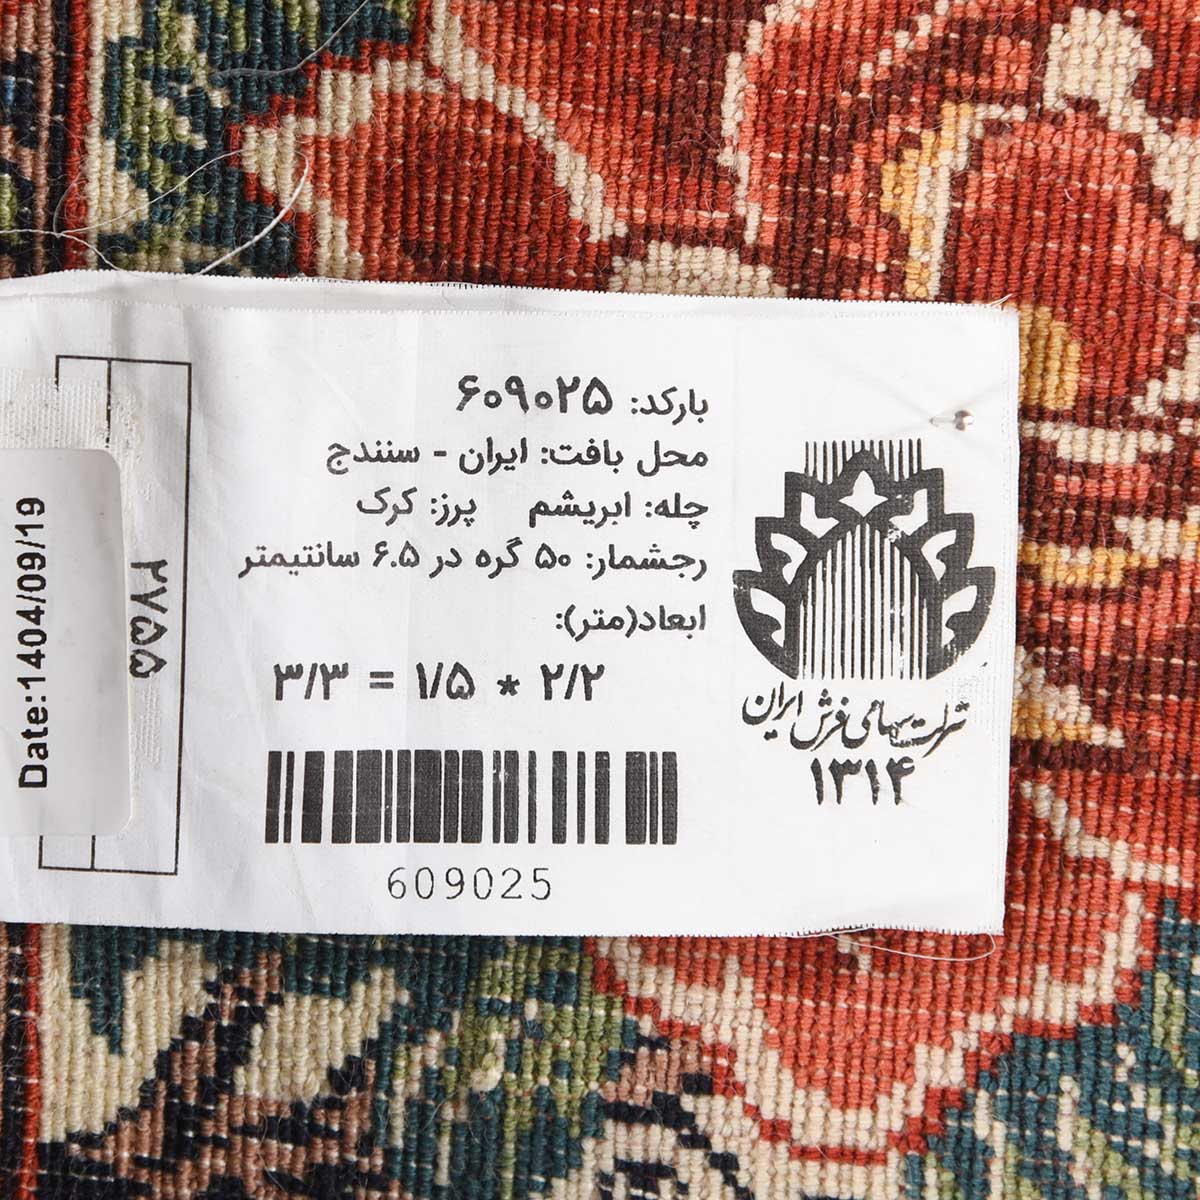 بارکد: ۶۰۹۰۲۵
محل بافت: ایران - سنندج
چله: ابریشم پرز: کرک
رجشمار: ۵۰ گره در ۶.۵ سانتیمتر
ابعاد(متر):
۲/۲ * ۱/۵ = ۳/۳
609025
شرکت سهامی فرش ایران
۱۳۱۴
۲۷۵۵
Date:1404/09/19